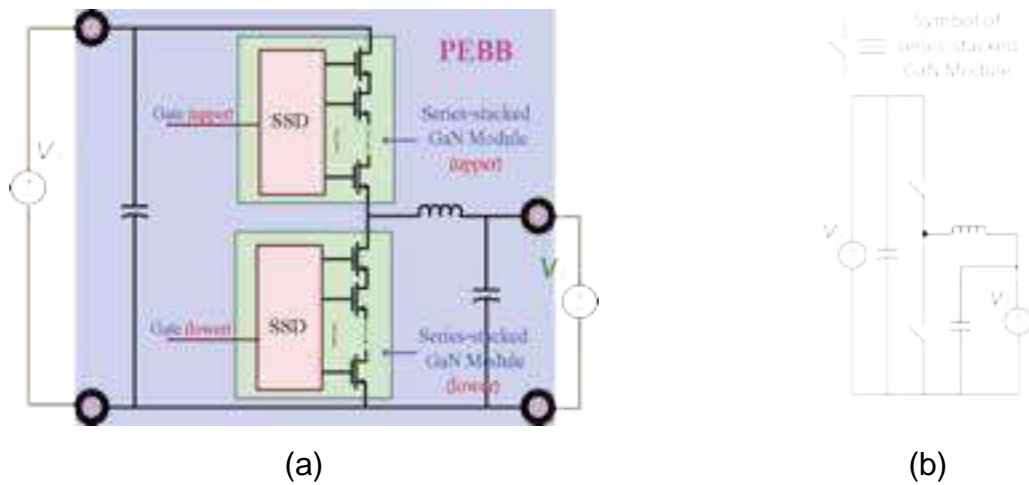 PEBB
Gate (upper)
SSD
Series-stacked
GaN Module
(upper)
V
V
Gate (lower)
SSD
Series-stacked
GaN Module
(lower)
(a)
Symbol of
series-stacked
GaN Module
V
V
(b)